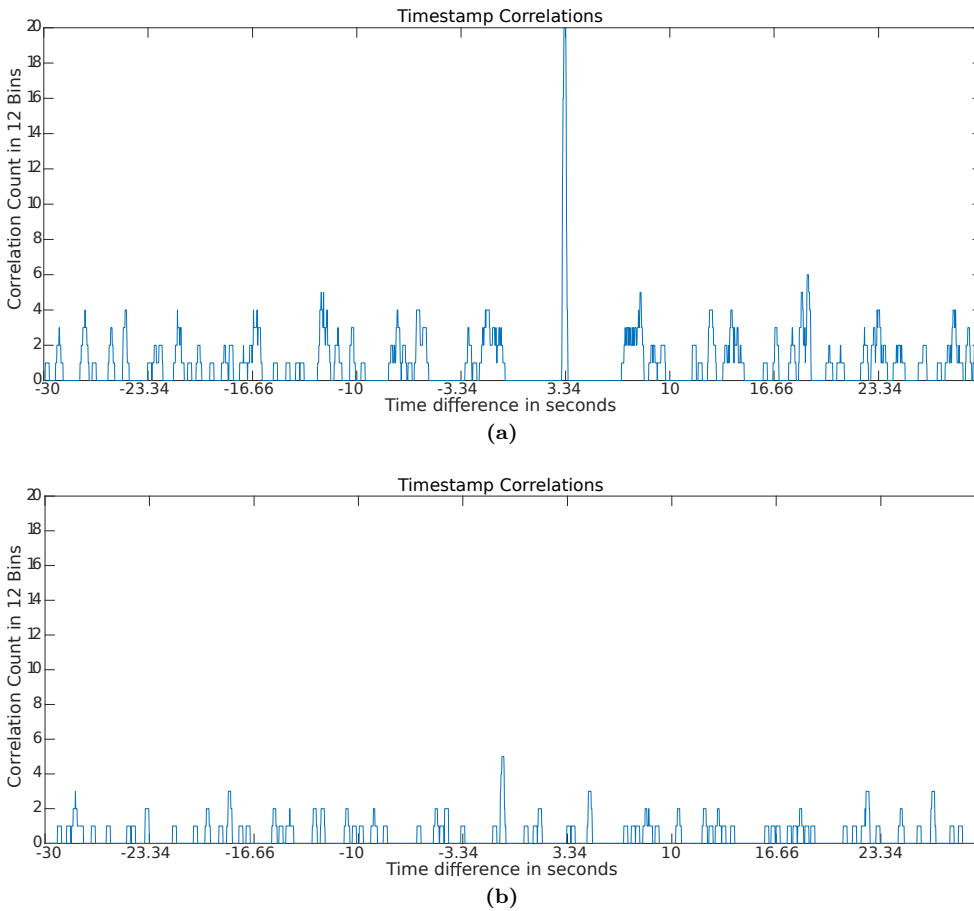 Timestamp Correlations
20
18
16
14
12
10
8
6
4
2
0
Correlation Count in 12 Bins
-30 -23.34 -16.66 -10 -3.34 3.34 10 16.66 23.34
Time difference in seconds
(a)
Timestamp Correlations
20
18
16
14
12
10
8
6
4
2
0
Correlation Count in 12 Bins
-30 -23.34 -16.66 -10 -3.34 3.34 10 16.66 23.34
Time difference in seconds
(b)